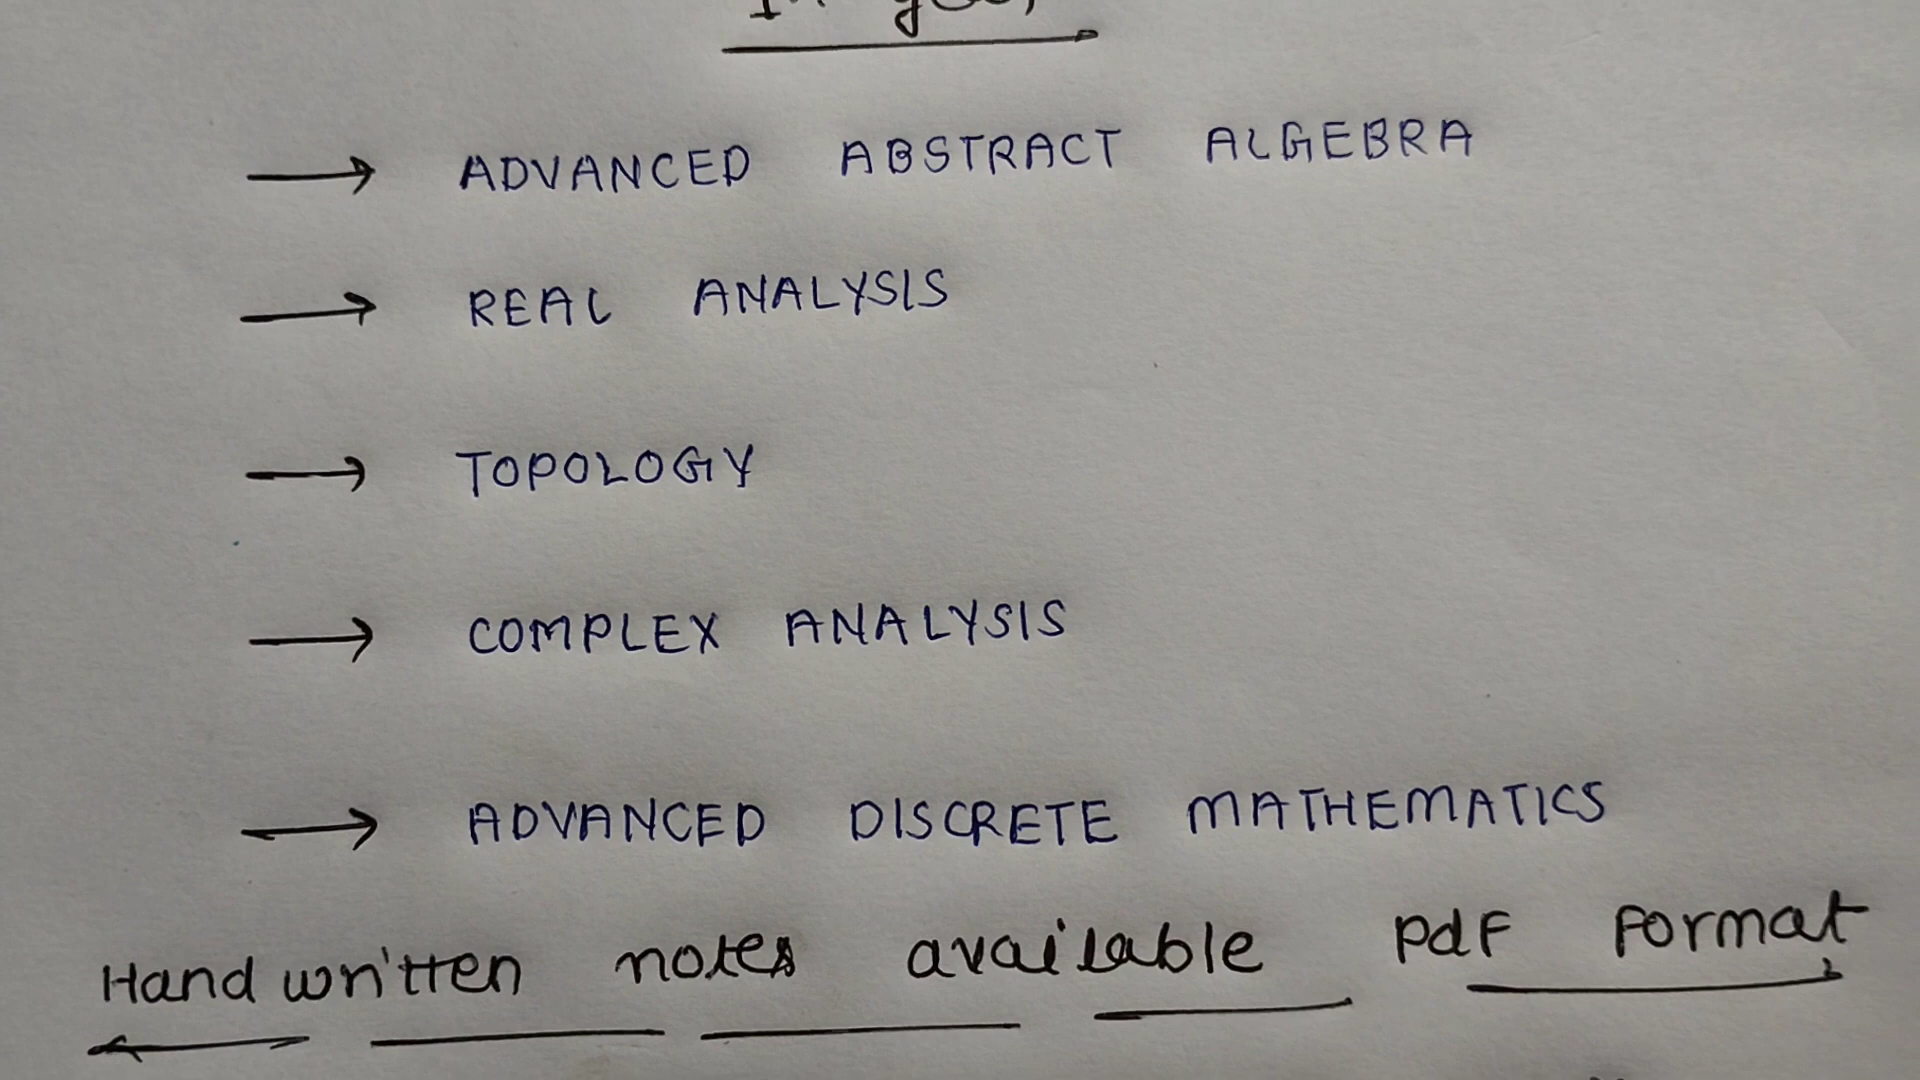 → ADVANCED ABSTRACT ALGEBRA
→ REAL ANALYSIS
→ TOPOLOGY
→ COMPLEX ANALYSIS
→ ADVANCED DISCRETE MATHEMATICS
Hand written notes available PdF Format